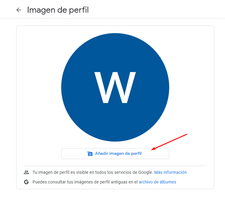 Imagen de perfil
W
Añadir imagen de perfil
Tu imagen de perfil es visible en todos los servicios de Google. Más información
Puedes consultar tus imágenes de perfil antiguas en el archivo de álbumes